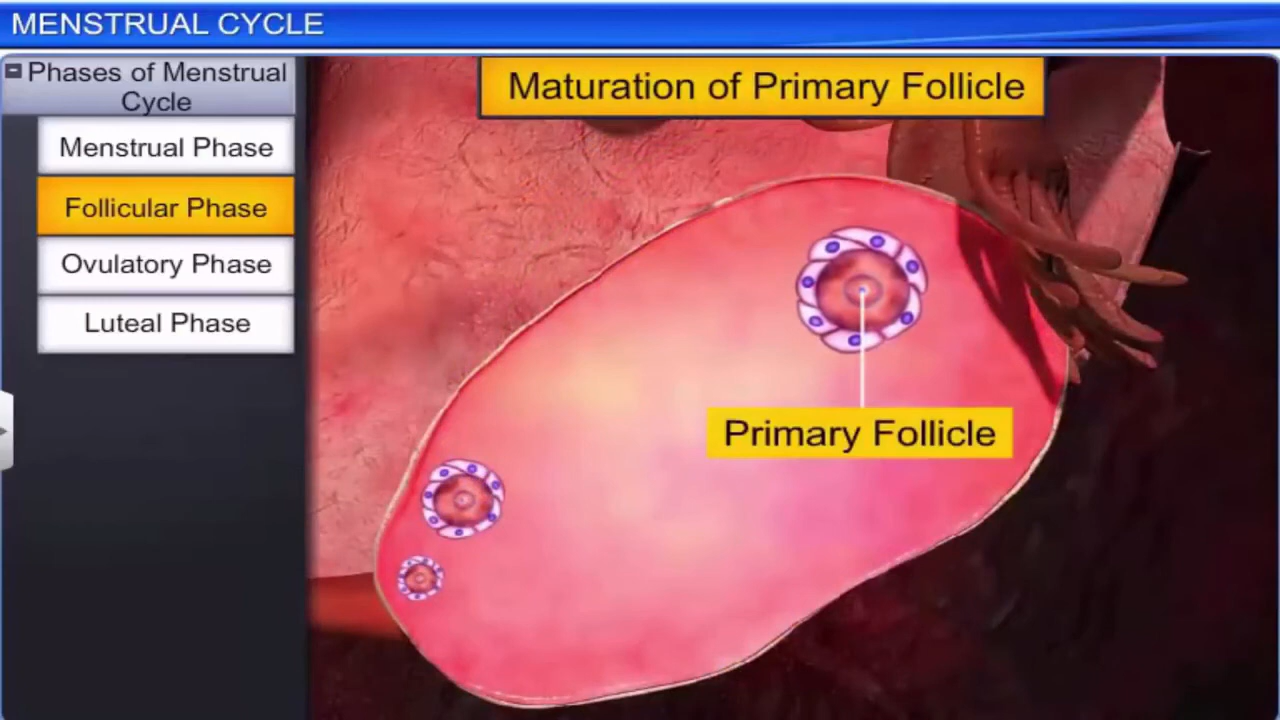 MENSTRUAL CYCLE
Phases of Menstrual
Cycle
Menstrual Phase
Follicular Phase
Ovulatory Phase
Luteal Phase
Maturation of Primary Follicle
Primary Follicle